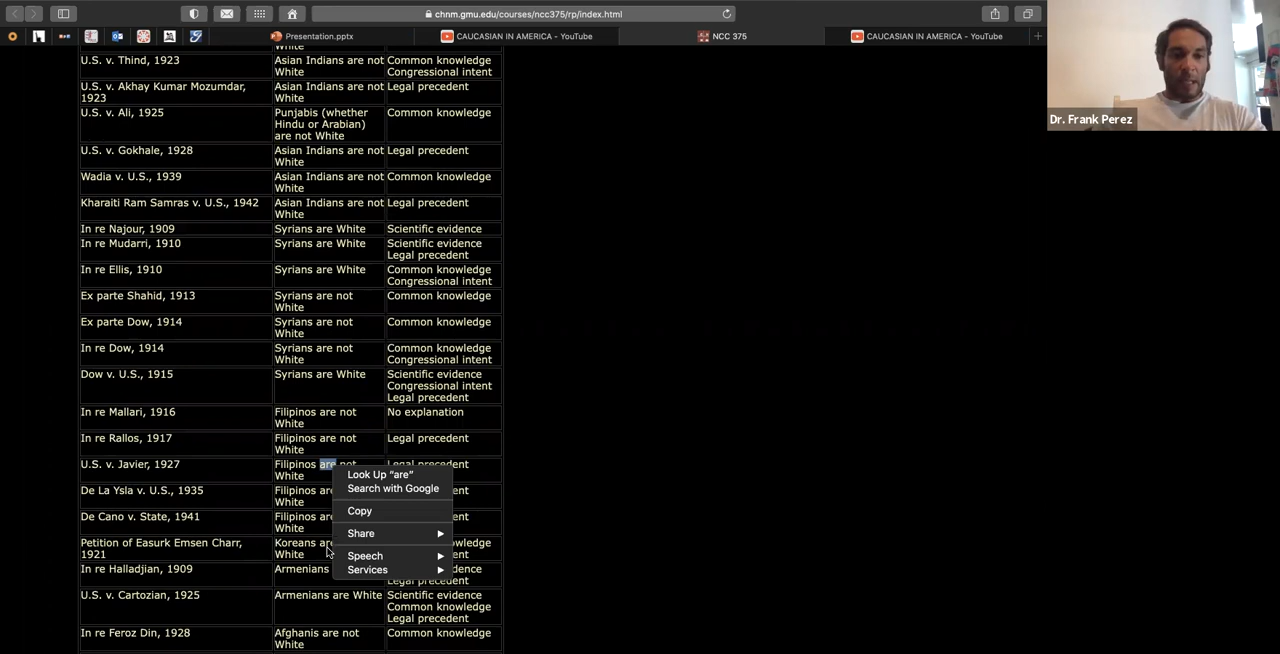 chnm.gmu.edu/courses/ncc375/rp/index.html
Presentation.pptx
CAUCASIAN IN AMERICA - YouTube
NCC 375
CAUCASIAN IN AMERICA - YouTube
Dr. Frank Perez
White
U.S. v. Thind, 1923 Asian Indians are not Common knowledge
White Congressional intent
U.S. v. Akhay Kumar Mozumdar, Asian Indians are not Legal precedent
1923 White
U.S. v. Ali, 1925 Punjabis (whether Common knowledge
Hindu or Arabian)
are not White
U.S. v. Gokhale, 1928 Asian Indians are not Legal precedent
White
Wadia v. U.S., 1939 Asian Indians are not Common knowledge
White
Kharaiti Ram Samras v. U.S., 1942 Asian Indians are not Legal precedent
White
In re Najour, 1909 Syrians are White Scientific evidence
In re Mudarri, 1910 Syrians are White Scientific evidence
Legal precedent
In re Ellis, 1910 Syrians are White Common knowledge
Congressional intent
Ex parte Shahid, 1913 Syrians are not Common knowledge
White
Ex parte Dow, 1914 Syrians are not Common knowledge
White
In re Dow, 1914 Syrians are not Common knowledge
White Congressional intent
Dow v. U.S., 1915 Syrians are White Scientific evidence
Congressional intent
Legal precedent
In re Mallari, 1916 Filipinos are not No explanation
White
In re Rallos, 1917 Filipinos are not Legal precedent
White
U.S. v. Javier, 1927 Filipinos are not Legal precedent
White
Look Up “are”
Search with Google
Copy
Share
Speech
Services
De La Ysla v. U.S., 1935 Filipinos are ent
White
De Cano v. State, 1941 Filipinos are ent
White
Petition of Easurk Emsen Charr, Koreans are wledge
1921 White ent
In re Halladjian, 1909 Armenians dence
Legal precedent
U.S. v. Cartozian, 1925 Armenians are White Scientific evidence
Common knowledge
Legal precedent
In re Feroz Din, 1928 Afghanis are not Common knowledge
White